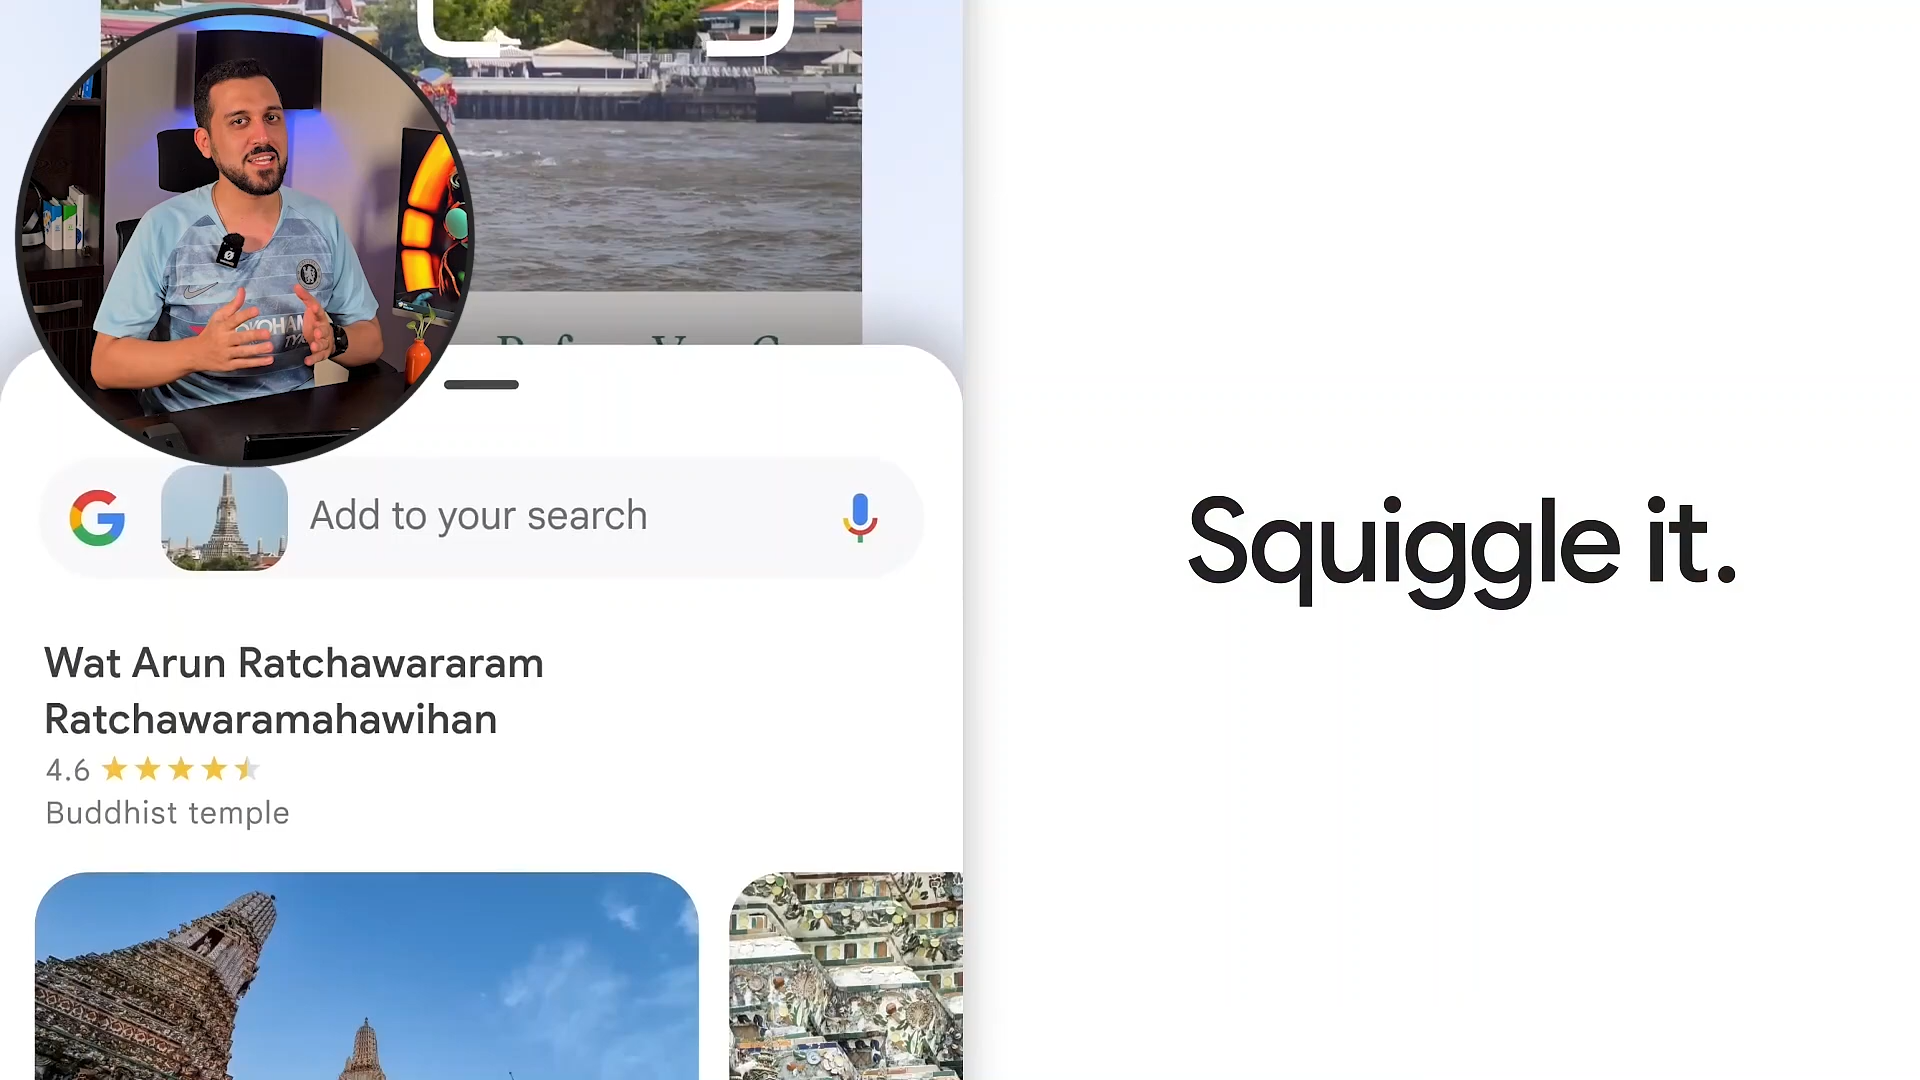 Add to your search
Squiggle it.
Wat Arun Ratchawararam
Ratchawaramahawihan
4.6
Buddhist temple